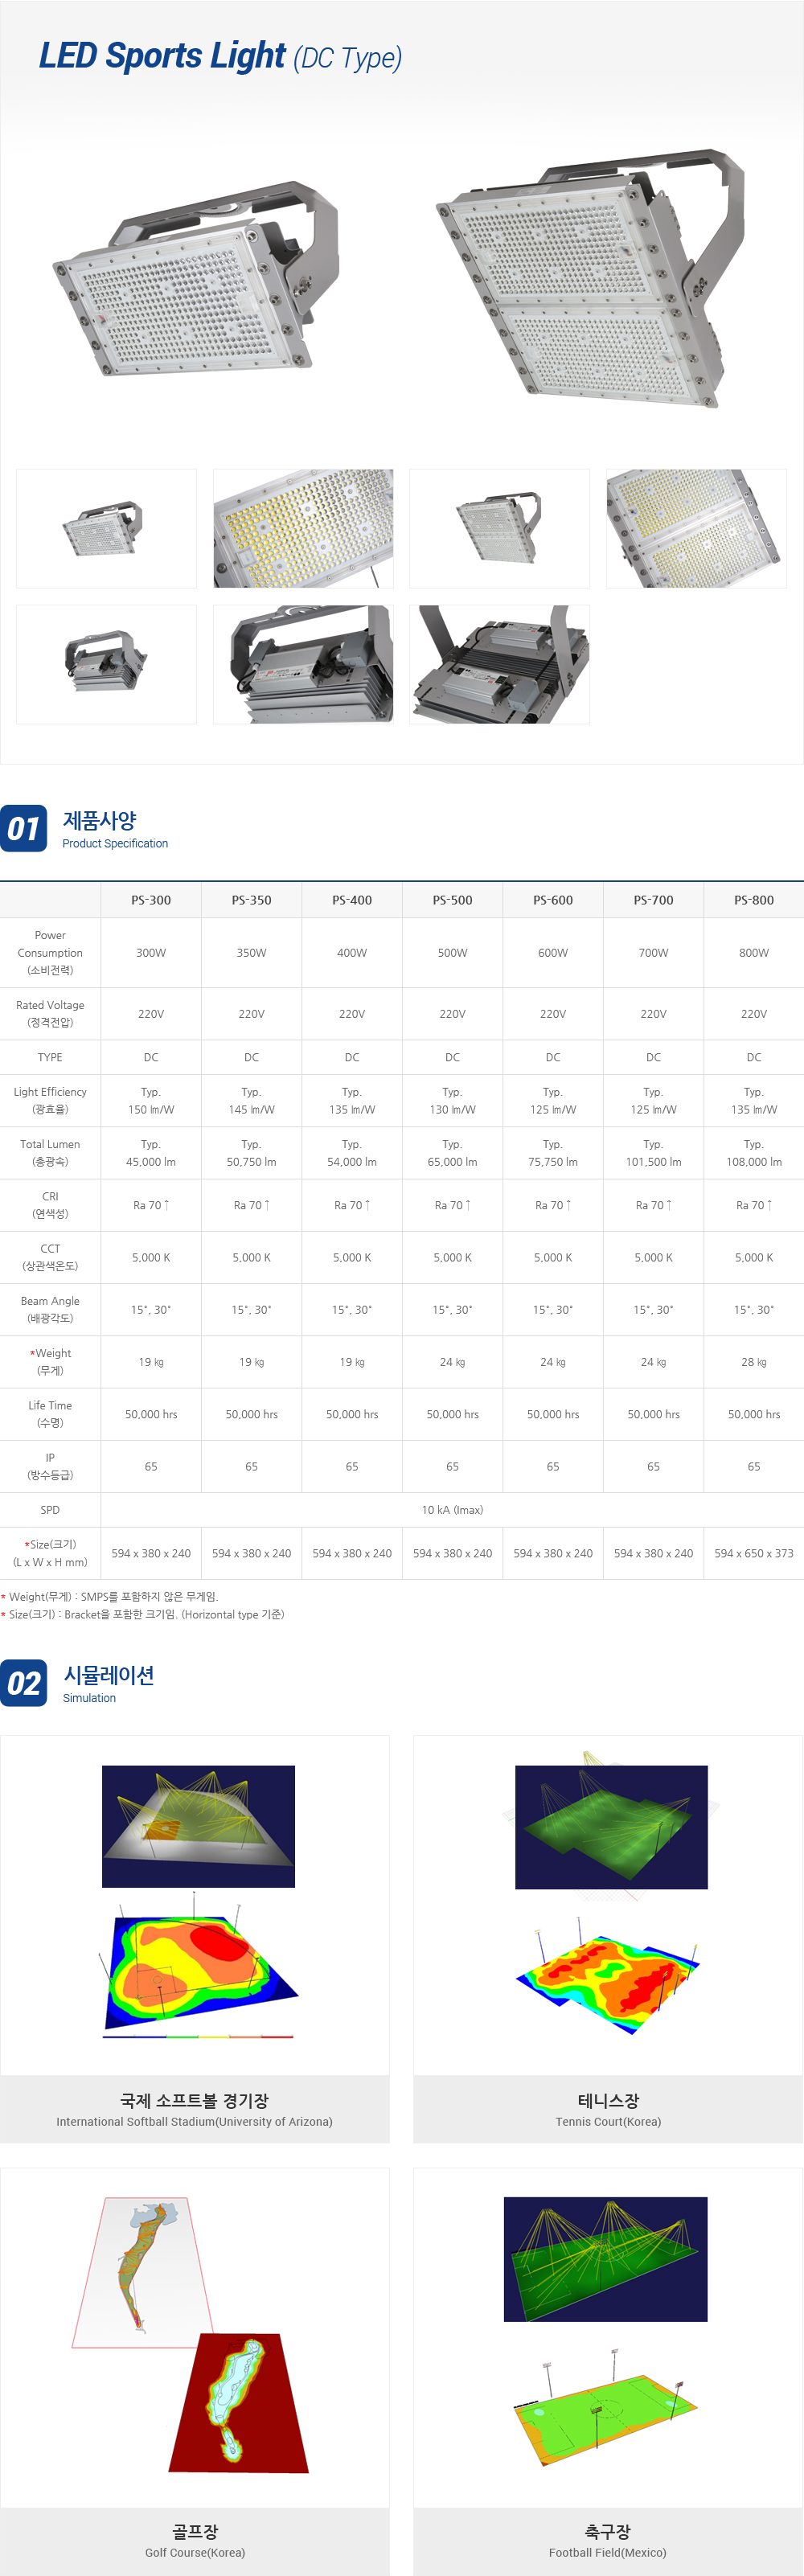 LED Sports Light (DC Type)
01 제품사양
Product Specification
PS-300 PS-350 PS-400 PS-500 PS-600 PS-700 PS-800
Power
Consumption
(소비전력)
300W 350W 400W 500W 600W 700W 800W
Rated Voltage
(정격전압)
220V 220V 220V 220V 220V 220V 220V
TYPE DC DC DC DC DC DC DC
Light Efficiency
(광효율)
Typ. Typ. Typ. Typ. Typ. Typ. Typ.
150 lm/W 145 lm/W 135 lm/W 130 lm/W 125 lm/W 125 lm/W 135 lm/W
Total Lumen
(총광속)
Typ. Typ. Typ. Typ. Typ. Typ. Typ.
45,000 lm 50,750 lm 54,000 lm 65,000 lm 75,750 lm 101,500 lm 108,000 lm
CRI
(연색성)
Ra 70↑ Ra 70↑ Ra 70↑ Ra 70↑ Ra 70↑ Ra 70↑ Ra 70↑
CCT
(상관색온도)
5,000 K 5,000 K 5,000 K 5,000 K 5,000 K 5,000 K 5,000 K
Beam Angle
(배광각도)
15°, 30° 15°, 30° 15°, 30° 15°, 30° 15°, 30° 15°, 30° 15°, 30°
*Weight
(무게)
19 ㎏ 19 ㎏ 19 ㎏ 24 ㎏ 24 ㎏ 24 ㎏ 28 ㎏
Life Time
(수명)
50,000 hrs 50,000 hrs 50,000 hrs 50,000 hrs 50,000 hrs 50,000 hrs 50,000 hrs
IP
(방수등급)
65 65 65 65 65 65 65
SPD 10 kA (Imax)
*Size(크기)
(L x W x H mm)
594 x 380 x 240 594 x 380 x 240 594 x 380 x 240 594 x 380 x 240 594 x 380 x 240 594 x 380 x 240 594 x 650 x 373
* Weight(무게) : SMPS를 포함하지 않은 무게임.
* Size(크기) : Bracket을 포함한 크기임. (Horizontal type 기준)
02 시뮬레이션
Simulation
국제 소프트볼 경기장
International Softball Stadium(University of Arizona)
테니스장
Tennis Court(Korea)
골프장
Golf Course(Korea)
축구장
Football Field(Mexico)